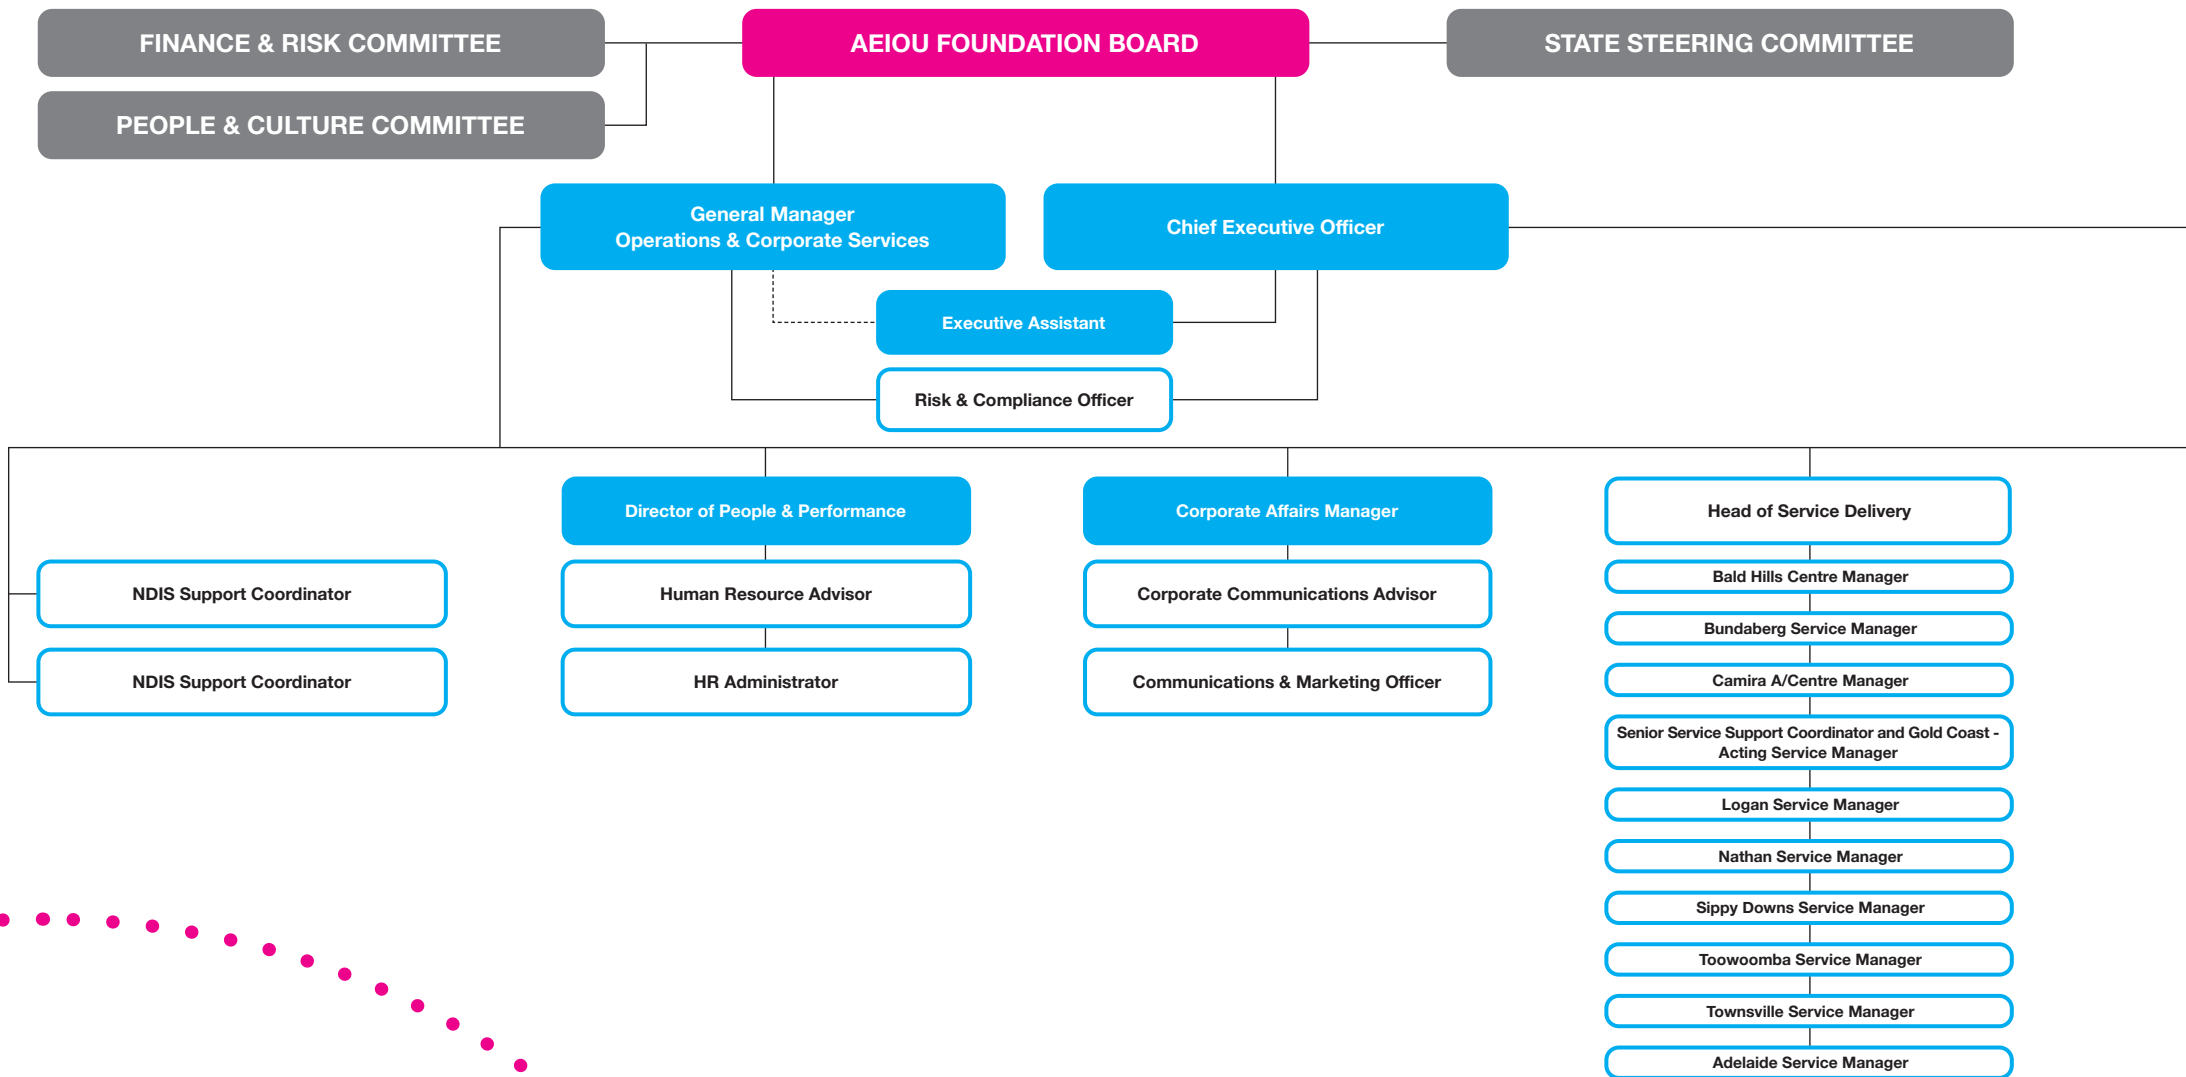 FINANCE & RISK COMMITTEE
AEIOU FOUNDATION BOARD
STATE STEERING COMMITTEE
PEOPLE & CULTURE COMMITTEE
General Manager
Operations & Corporate Services
Chief Executive Officer
Executive Assistant
Risk & Compliance Officer
Director of People & Performance
Corporate Affairs Manager
Head of Service Delivery
NDIS Support Coordinator
NDIS Support Coordinator
Human Resource Advisor
HR Administrator
Corporate Communications Advisor
Communications & Marketing Officer
Bald Hills Centre Manager
Bundaberg Service Manager
Camira A/Centre Manager
Senior Service Support Coordinator and Gold Coast -
Acting Service Manager
Logan Service Manager
Nathan Service Manager
Sippy Downs Service Manager
Toowoomba Service Manager
Townsville Service Manager
Adelaide Service Manager